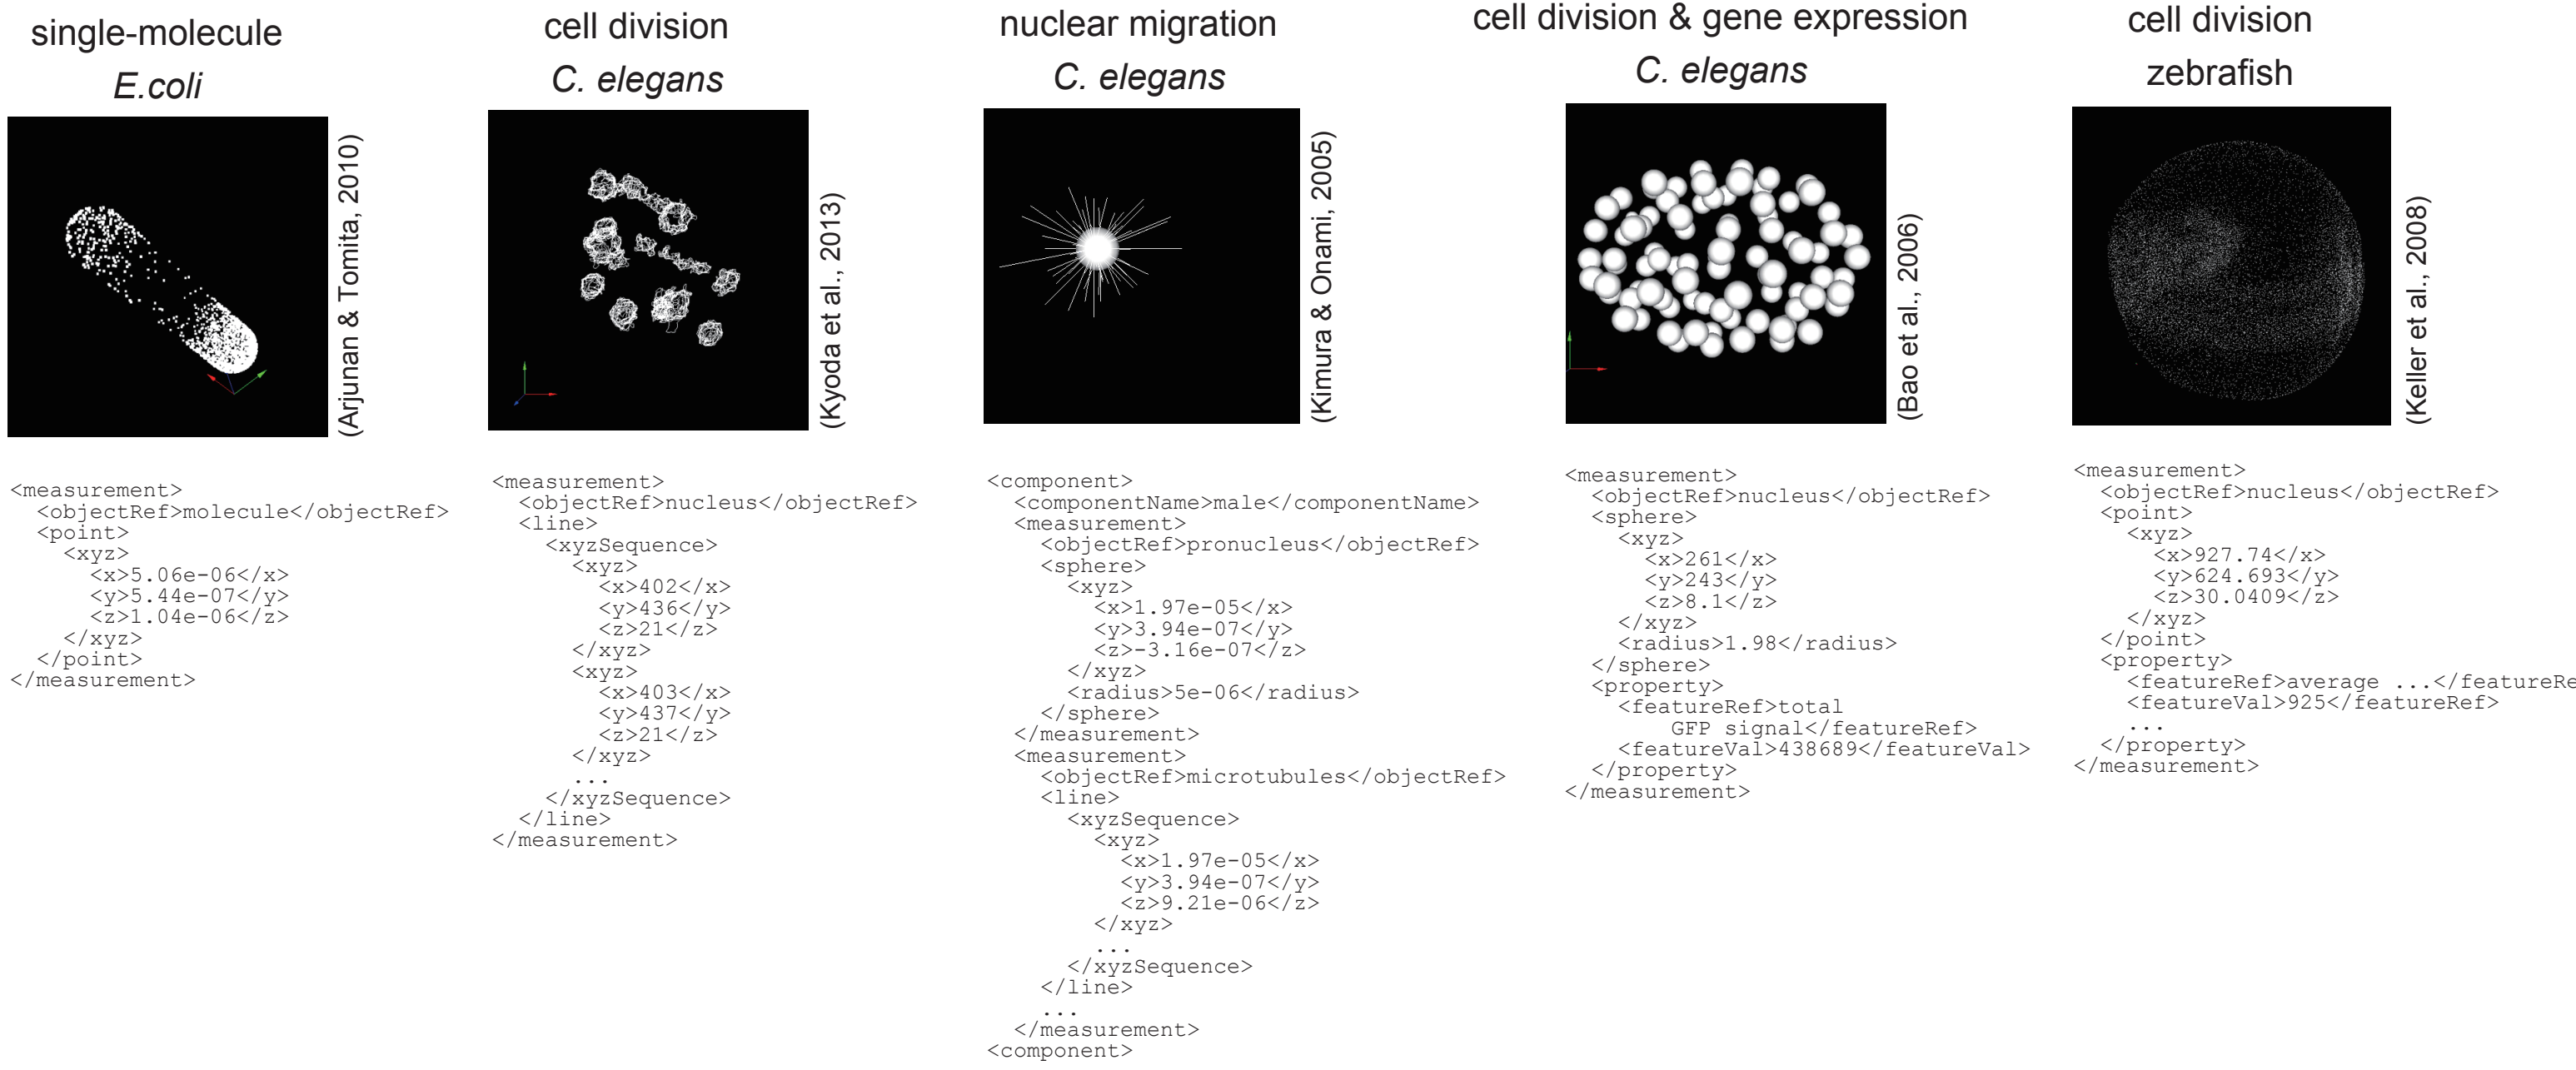 single-molecule
E.coli
(Arjunan & Tomita, 2010)
<measurement>
  <objectRef>molecule</objectRef>
  <point>
    <xyz>
      <x>5.06e-06</x>
      <y>5.44e-07</y>
      <z>1.04e-06</z>
    </xyz>
  </point>
</measurement>
cell division
C. elegans
(Kyoda et al., 2013)
<measurement>
  <objectRef>nucleus</objectRef>
  <line>
    <xyzSequence>
      <xyz>
        <x>402</x>
        <y>436</y>
        <z>21</z>
      </xyz>
      <xyz>
        <x>403</x>
        <y>437</y>
        <z>21</z>
      </xyz>
      ...
    </xyzSequence>
  </line>
</measurement>
nuclear migration
C. elegans
(Kimura & Onami, 2005)
<component>
  <componentName>male</componentName>
  <measurement>
    <objectRef>pronucleus</objectRef>
    <sphere>
      <xyz>
        <x>1.97e-05</x>
        <y>3.94e-07</y>
        <z>-3.16e-07</z>
      </xyz>
      <radius>5e-06</radius>
    </sphere>
  </measurement>
  <measurement>
    <objectRef>microtubules</objectRef>
    <line>
      <xyzSequence>
        <xyz>
          <x>1.97e-05</x>
          <y>3.94e-07</y>
          <z>9.21e-06</z>
        </xyz>
        ...
      </xyzSequence>
    </line>
    ...
  </measurement>
<component>
cell division & gene expression
C. elegans
(Bao et al., 2006)
<measurement>
  <objectRef>nucleus</objectRef>
  <sphere>
    <xyz>
      <x>261</x>
      <y>243</y>
      <z>8.1</z>
    </xyz>
    <radius>1.98</radius>
  </sphere>
  <property>
    <featureRef>total
        GFP signal</featureRef>
    <featureVal>438689</featureVal>
  </property>
</measurement>
cell division
zebrafish
(Keller et al., 2008)
<measurement>
  <objectRef>nucleus</objectRef>
  <point>
    <xyz>
      <x>927.74</x>
      <y>624.693</y>
      <z>30.0409</z>
    </xyz>
  </point>
  <property>
    <featureRef>average ...</featureRe
    <featureVal>925</featureRef>
    ...
  </property>
</measurement>